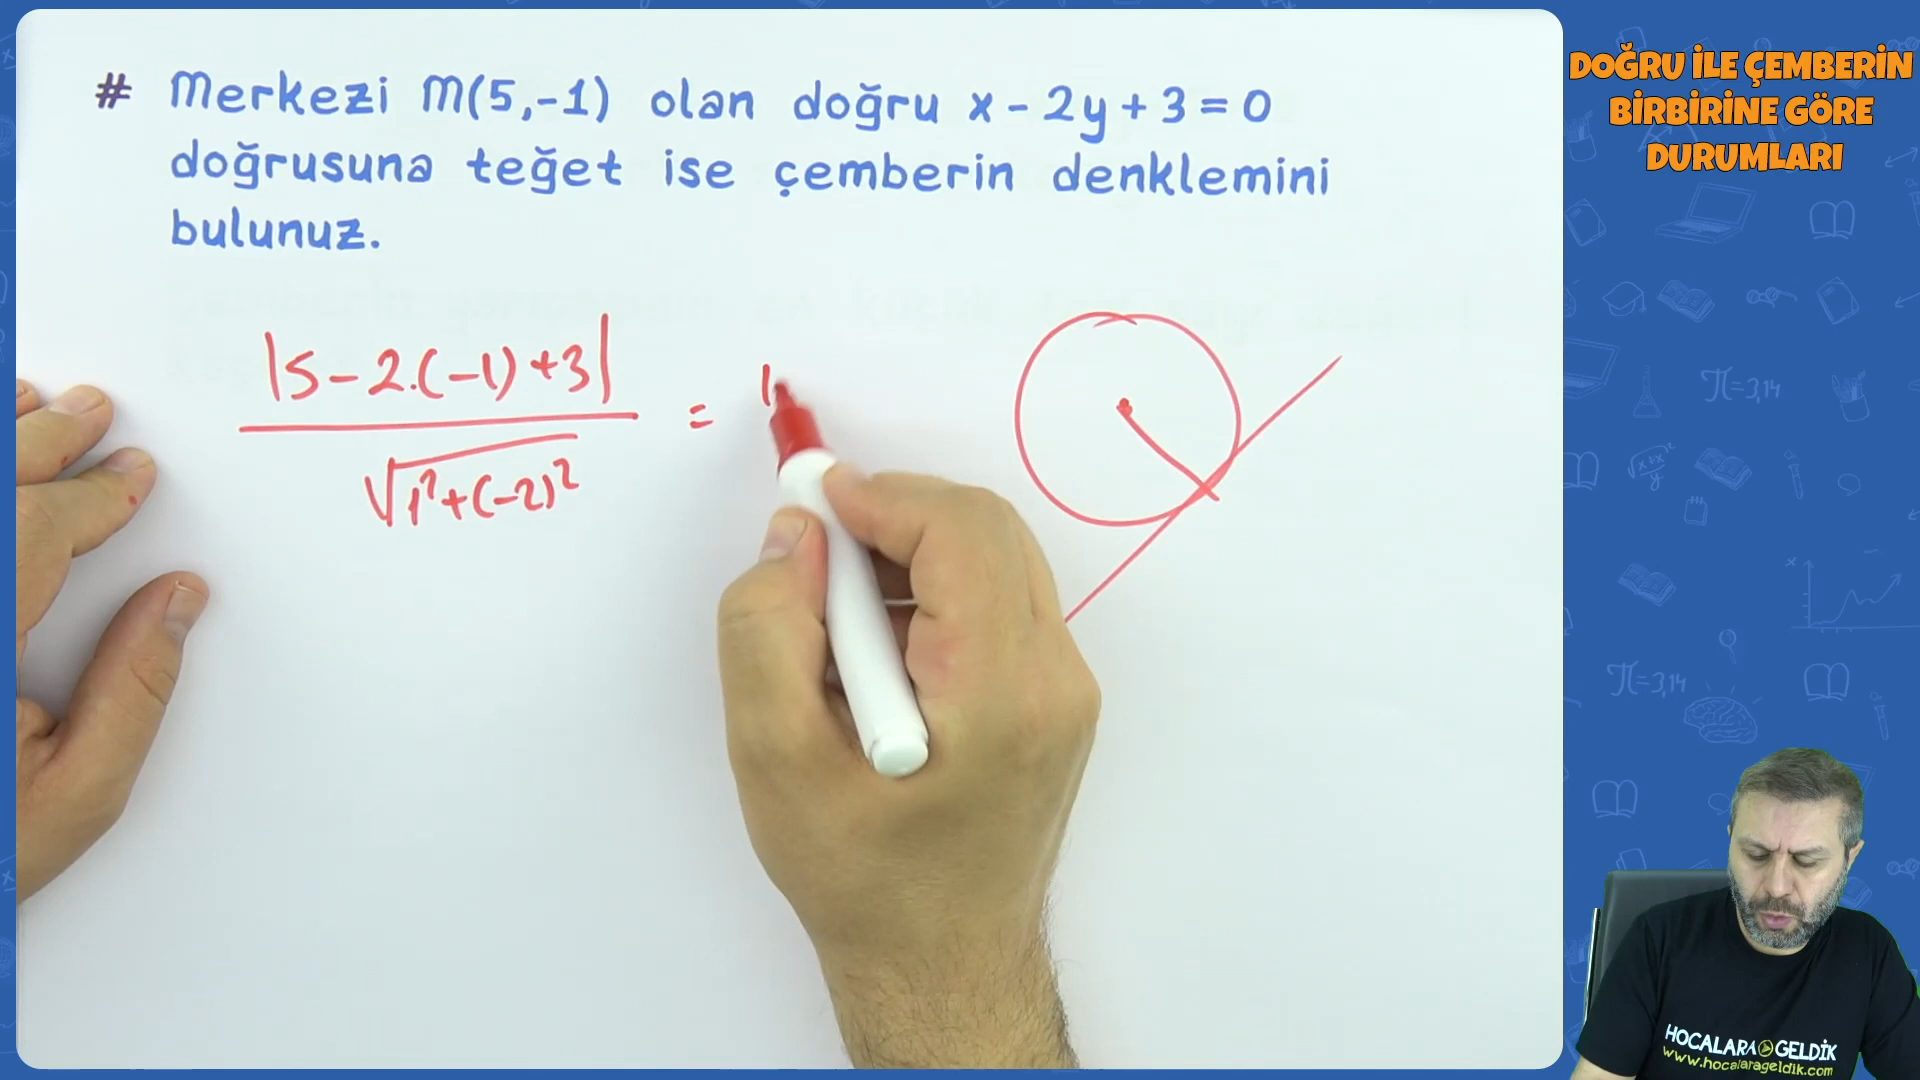 DOĞRU İLE ÇEMBERİN
BİRBİRİNE GÖRE
DURUMLARI
# Merkezi M(5,-1) olan doğru x - 2y + 3 = 0
doğrusuna teğet ise çemberin denklemini
bulunuz.
|5 - 2.(-1) + 3|
√1² + (-2)²
=
π=3,14
π=3,14
HOCALARA GELDİK
www.hocalarageldik.com